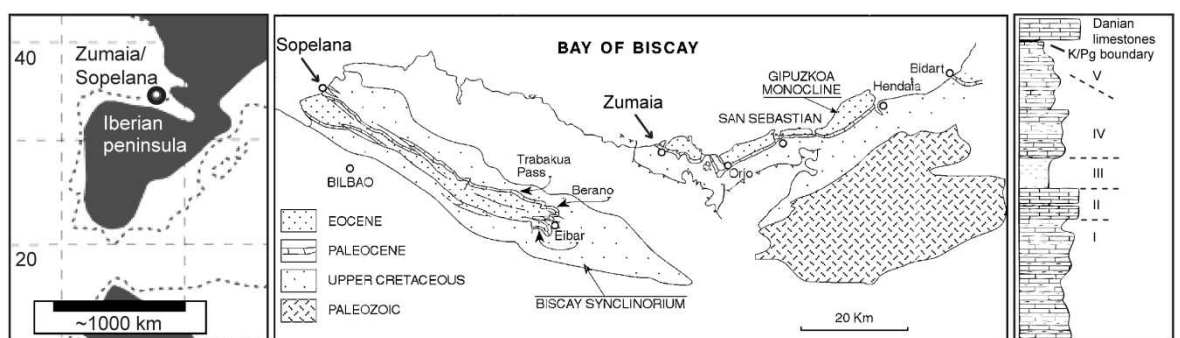 40
Zumaia/
Sopelana
Iberian
peninsula
20
~1000 km
Sopelana
BAY OF BISCAY
Bidart
GIPUZKOA
MONOCLINE
Hendaia
Zumaia
SAN SEBASTIAN
Orio
Trabakua
Pass
BILBAO
Berano
Eibar
EOCENE
PALEOCENE
UPPER CRETACEOUS
PALEOZOIC
BISCAY SYNCLINORIUM
20 Km
Danian
limestones
K/Pg boundary
V
IV
III
II
I